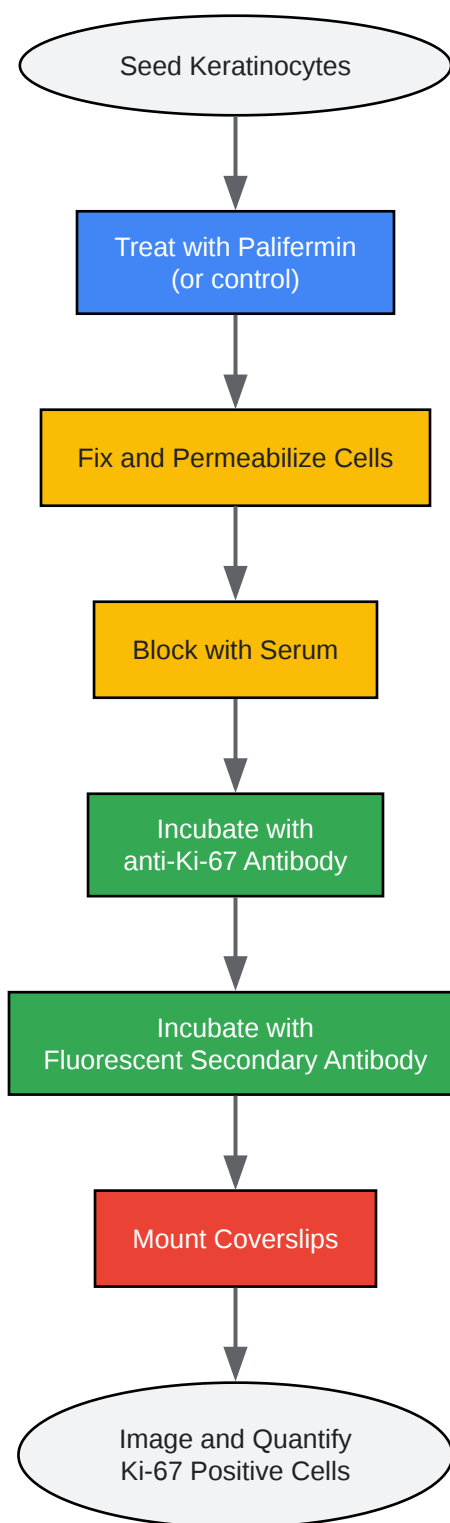 Seed Keratinocytes
Treat with Palifermin
(or control)
Fix and Permeabilize Cells
Block with Serum
Incubate with
anti-Ki-67 Antibody
Incubate with
Fluorescent Secondary Antibody
Mount Coverslips
Image and Quantify
Ki-67 Positive Cells